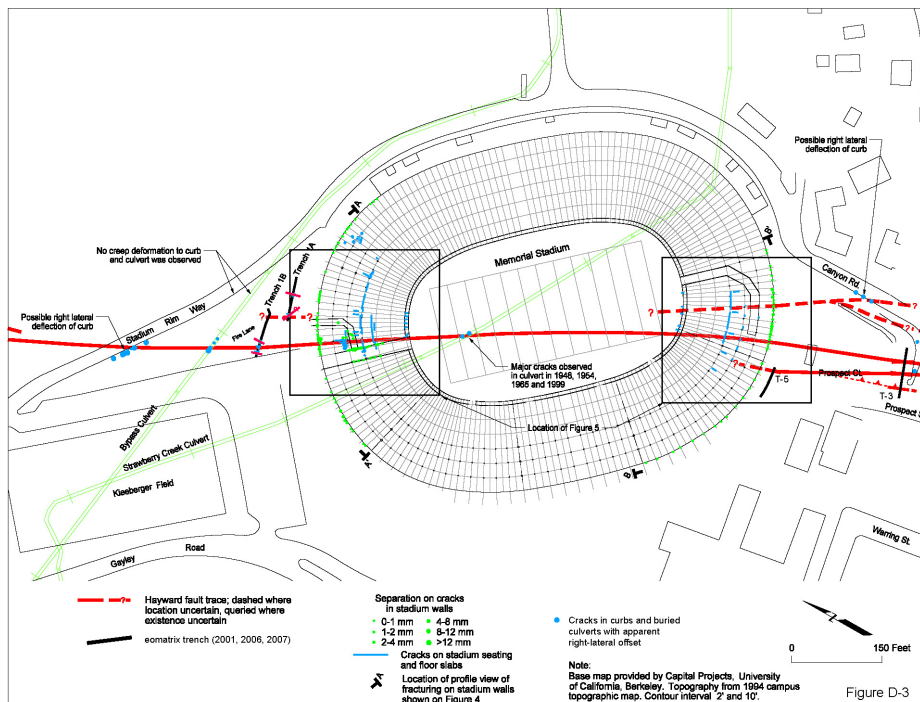 Possible right lateral
deflection of curb
No creep deformation to curb
and culvert was observed
A
Trench 1A
Trench 1B
Memorial Stadium
B
Canyon Rd.
Stadium Rim Way
Possible right lateral
deflection of curb
Fire Lane
?
?
?
?
?
Major cracks observed
in culvert in 1948, 1954,
1965 and 1999
T-5
Prospect Ct.
T-3
Prospect S
Bypass Culvert
Location of Figure 5
Strawberry Creek Culvert
A'
B'
Kleeberger Field
Gayley Road
Warring St.
? Hayward fault trace; dashed where
location uncertain, queried where
existence uncertain
eomatrix trench (2001, 2006, 2007)
Separation on cracks
in stadium walls
0-1 mm
1-2 mm
2-4 mm
4-8 mm
8-12 mm
>12 mm
Cracks on stadium seating
and floor slabs
A
Location of profile view of
fracturing on stadium walls
shown on Figure 4
Cracks in curbs and buried
culverts with apparent
right-lateral offset
Note:
Base map provided by Capital Projects, University
of California, Berkeley. Topography from 1994 campus
topographic map. Contour interval 2' and 10'.
0 150 Feet
Figure D-3